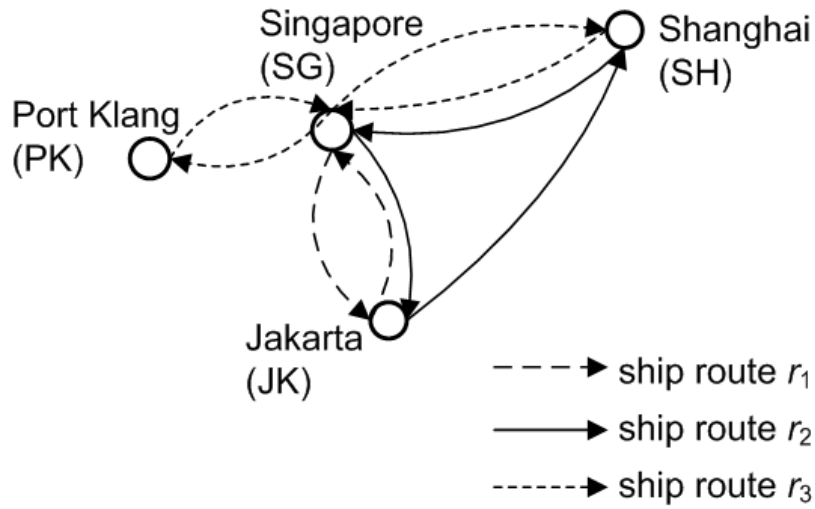 Singapore
(SG)
Shanghai
(SH)
Port Klang
(PK)
Jakarta
(JK)
ship route r1
ship route r2
ship route r3